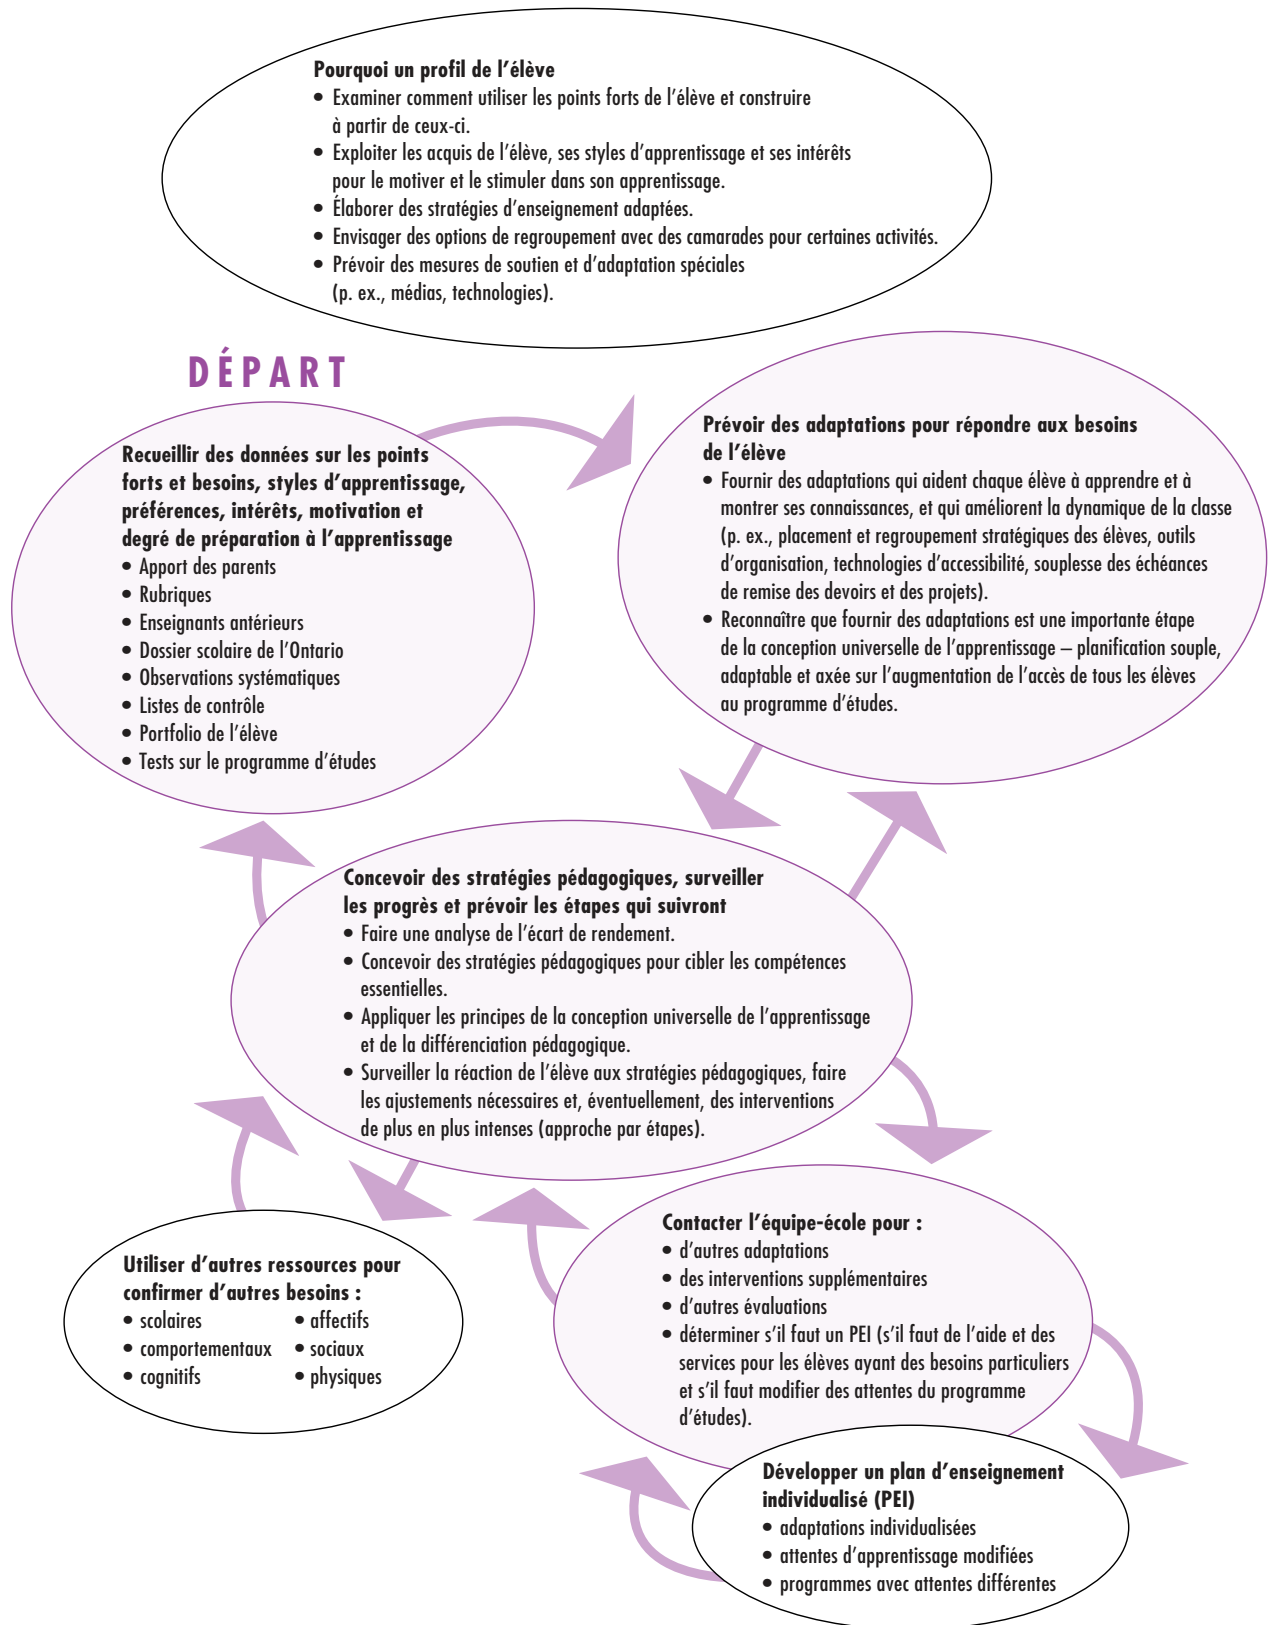 Pourquoi un profil de l'élève
• Examiner comment utiliser les points forts de l'élève et construire
à partir de ceux-ci.
• Exploiter les acquis de l'élève, ses styles d'apprentissage et ses intérêts
pour le motiver et le stimuler dans son apprentissage.
• Élaborer des stratégies d'enseignement adaptées.
• Envisager des options de regroupement avec des camarades pour certaines activités.
• Prévoir des mesures de soutien et d'adaptation spéciales
(p. ex., médias, technologies).
DÉPART
Recueillir des données sur les points
forts et besoins, styles d'apprentissage,
préférences, intérêts, motivation et
degré de préparation à l'apprentissage
• Apport des parents
• Rubriques
• Enseignants antérieurs
• Dossier scolaire de l'Ontario
• Observations systématiques
• Listes de contrôle
• Portfolio de l'élève
• Tests sur le programme d'études
Prévoir des adaptations pour répondre aux besoins
de l'élève
• Fournir des adaptations qui aident chaque élève à apprendre et à
montrer ses connaissances, et qui améliorent la dynamique de la classe
(p. ex., placement et regroupement stratégiques des élèves, outils
d'organisation, technologies d'accessibilité, souplesse des échéances
de remise des devoirs et des projets).
• Reconnaître que fournir des adaptations est une importante étape
de la conception universelle de l'apprentissage – planification souple,
adaptable et axée sur l'augmentation de l'accès de tous les élèves
au programme d'études.
Concevoir des stratégies pédagogiques, surveiller
les progrès et prévoir les étapes qui suivront
• Faire une analyse de l'écart de rendement.
• Concevoir des stratégies pédagogiques pour cibler les compétences
essentielles.
• Appliquer les principes de la conception universelle de l'apprentissage
et de la différenciation pédagogique.
• Surveiller la réaction de l'élève aux stratégies pédagogiques, faire
les ajustements nécessaires et, éventuellement, des interventions
de plus en plus intenses (approche par étapes).
Utiliser d'autres ressources pour
confirmer d'autres besoins :
• scolaires • affectifs
• comportementaux • sociaux
• cognitifs • physiques
Contacter l'équipe-école pour :
• d'autres adaptations
• des interventions supplémentaires
• d'autres évaluations
• déterminer s'il faut un PEI (s'il faut de l'aide et des
services pour les élèves ayant des besoins particuliers
et s'il faut modifier des attentes du programme
d'études).
Développer un plan d'enseignement
individualisé (PEI)
• adaptations individualisées
• attentes d'apprentissage modifiées
• programmes avec attentes différentes